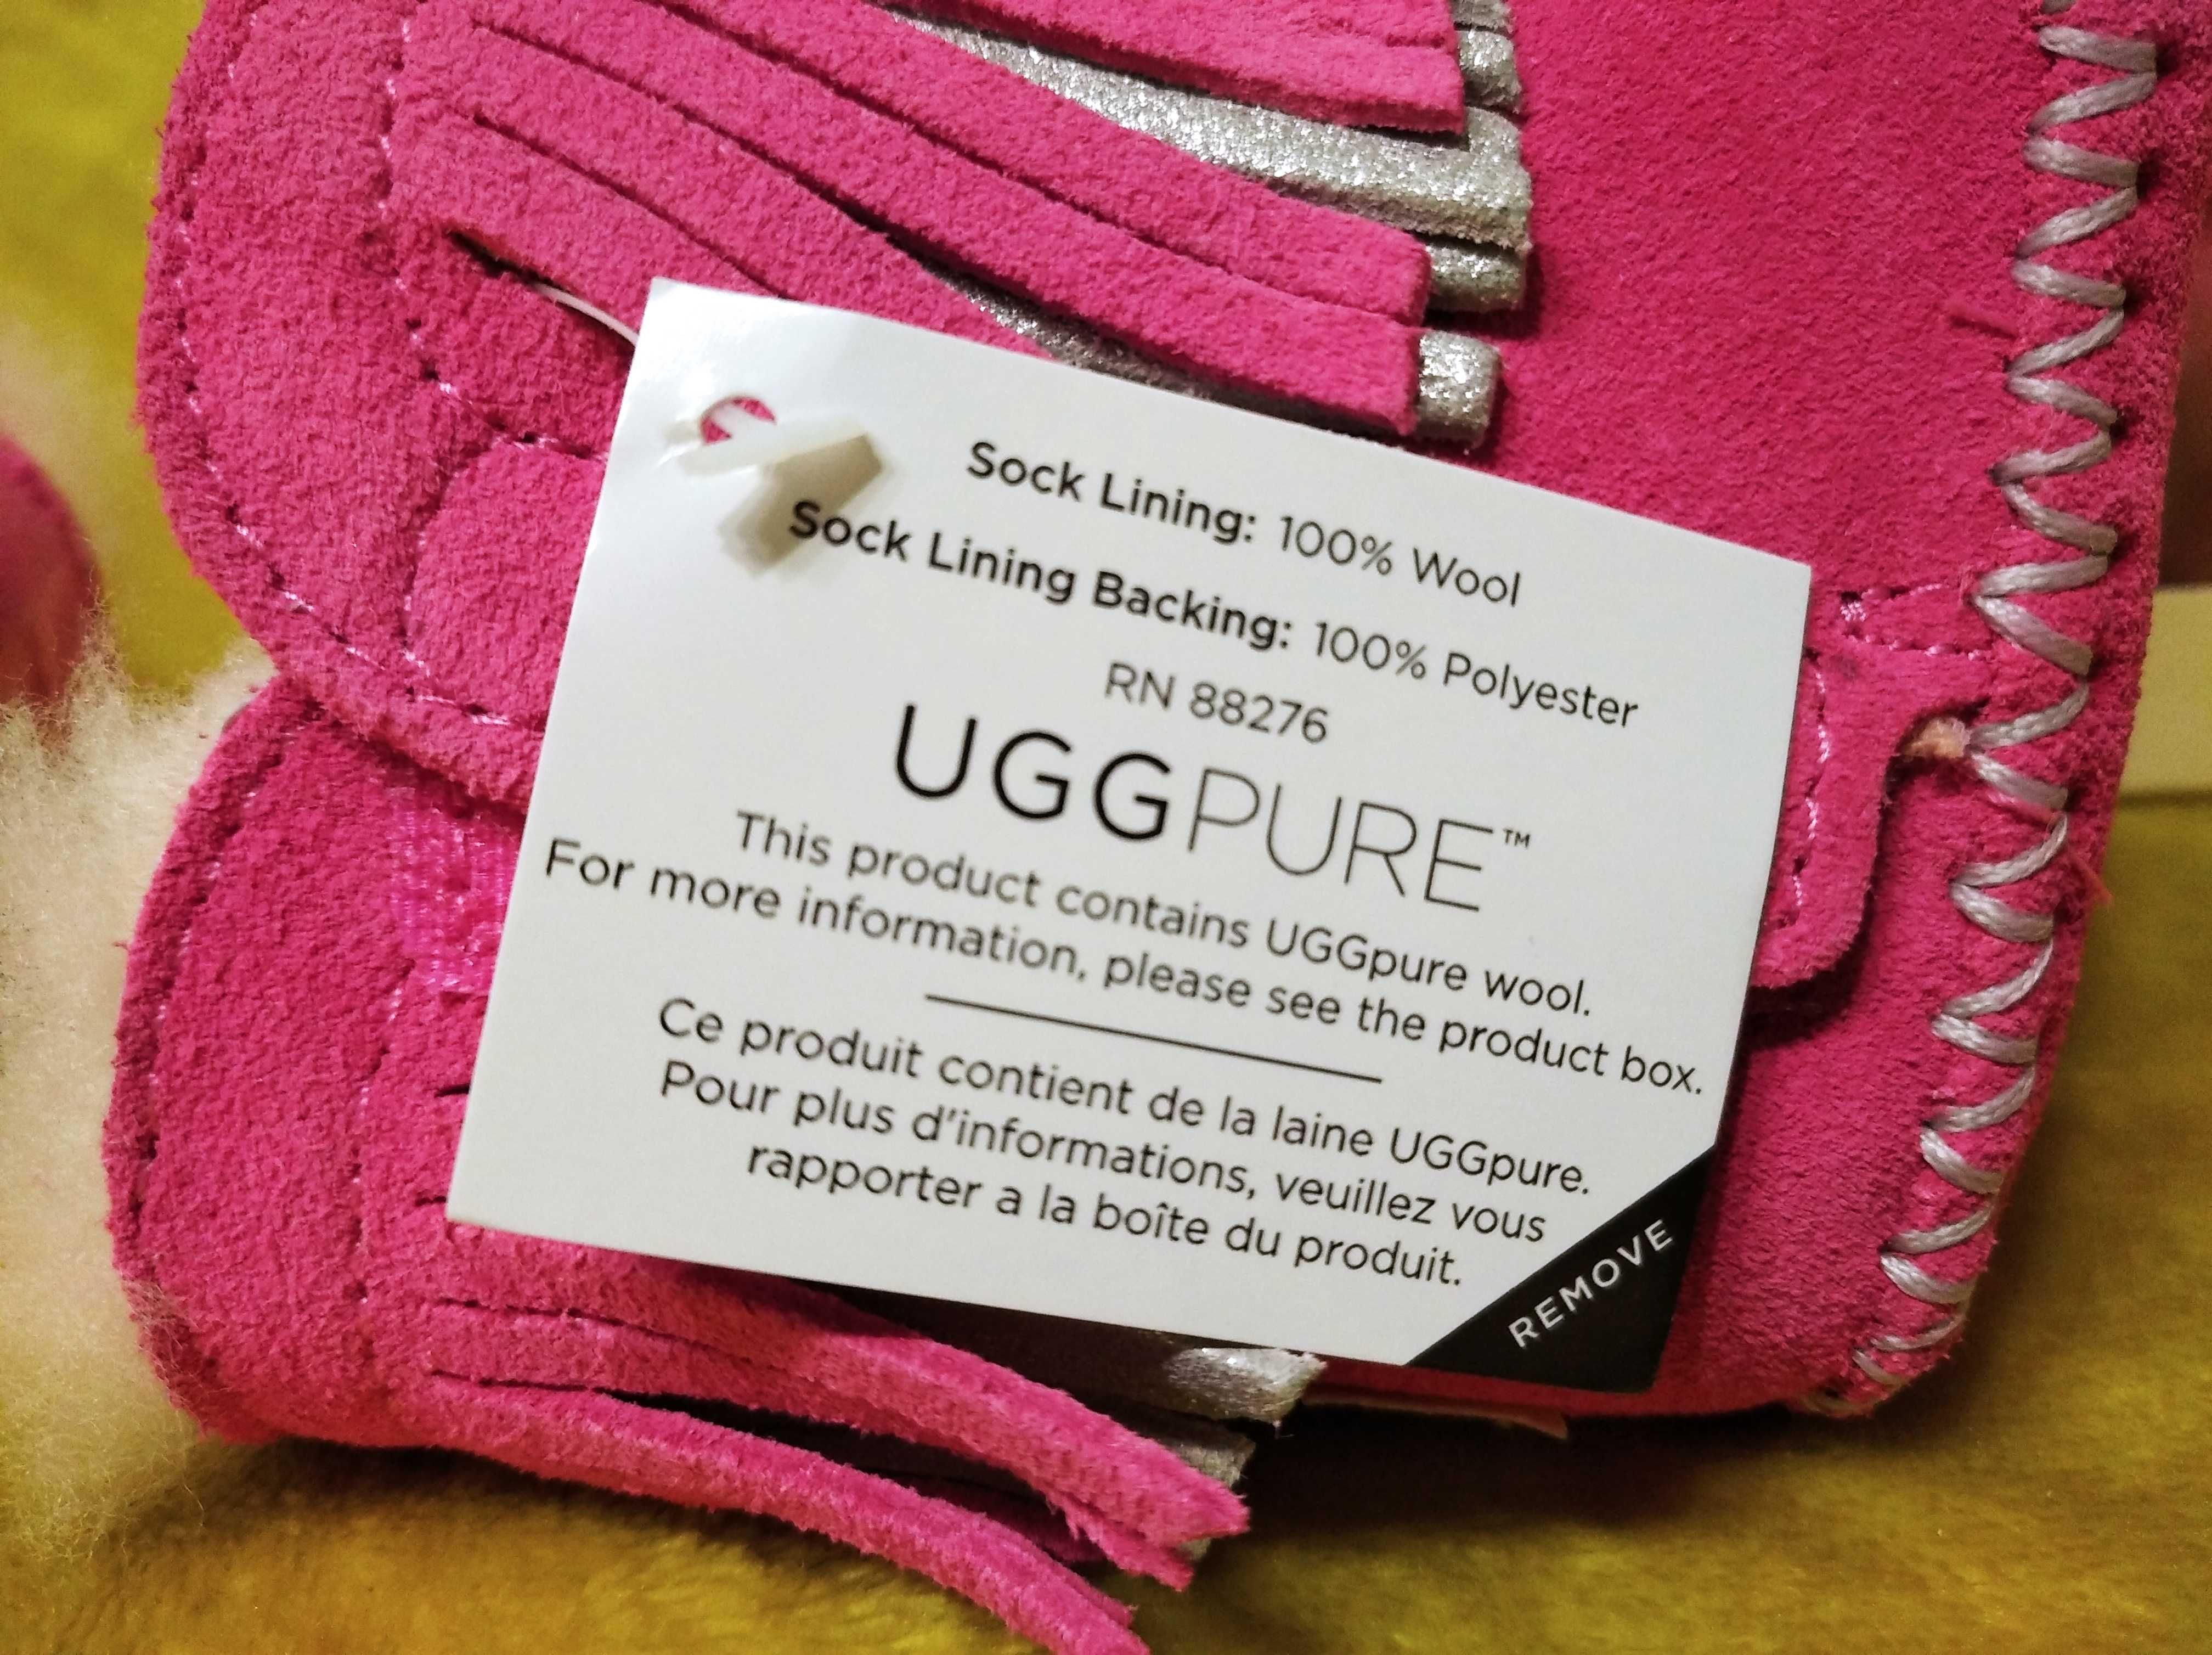 Sock Lining: 100% Wool
Sock Lining Backing: 100% Polyester
RN 88276
UGGPURE™
This product contains UGGpure wool.
For more information, please see the product box.
Ce produit contient de la laine UGGpure.
Pour plus d'informations, veuillez vous
rapporter a la boîte du produit.
REMOVE